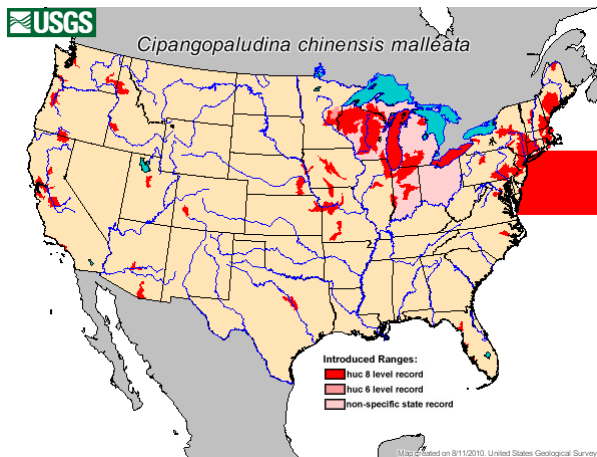 USGS
Cipangopaludina chinensis malleata
Introduced Ranges:
huc 8 level record
huc 6 level record
non-specific state record
Map created on 8/11/2010. United States Geological Survey